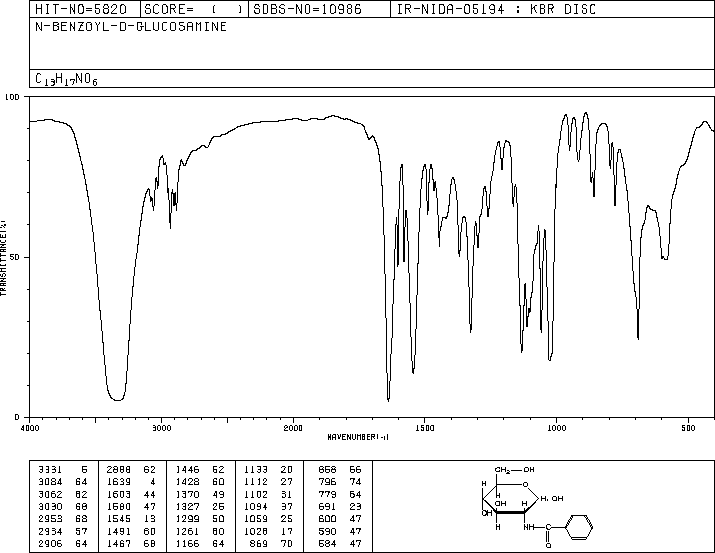 HIT-NO=5820 SCORE= ( ) SDBS-NO=10986 IR-NIDA-05194 : KBR DISC
N-BENZOYL-D-GLUCOSAMINE
C13H17NO6
100
50
0
TRANSMITTANCE(%)
4000 3000 2000 1500 1000 500
WAVENUMBER(-1)
3331 5 2888 62 1446 52 1133 20 858 66
3084 64 1639 4 1428 60 1112 27 796 74
3062 62 1603 44 1370 49 1102 31 779 64
3030 68 1580 47 1327 26 1094 37 691 23
2953 68 1545 13 1299 50 1059 25 600 47
2934 57 1491 60 1261 60 1028 17 590 47
2906 64 1467 68 1166 64 869 70 584 47
CH2 OH
H O
H H, OH
OH
OH H
H NH C
O